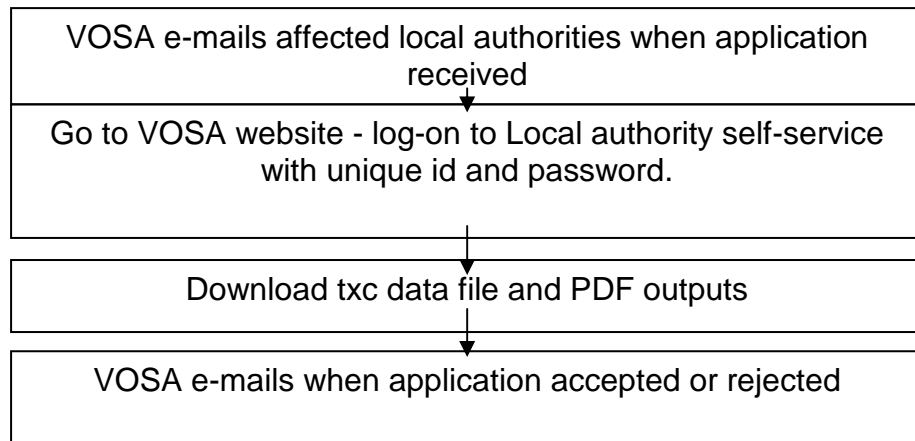 VOSA e-mails affected local authorities when application
received
Go to VOSA website - log-on to Local authority self-service
with unique id and password.
Download txc data file and PDF outputs
VOSA e-mails when application accepted or rejected